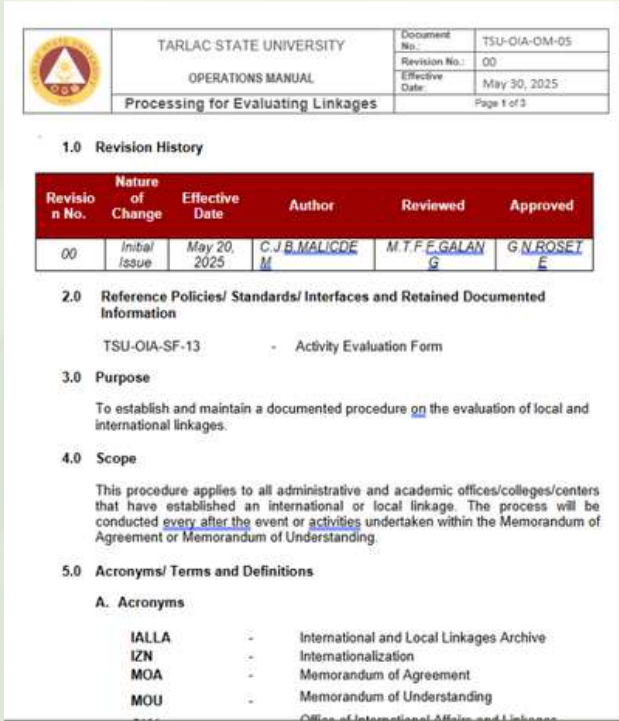 TARLAC STATE UNIVERSITY
OPERATIONS MANUAL
Processing for Evaluating Linkages
Document No.: TSU-OIA-OM-05
Revision No.: 00
Effective Date: May 30, 2025
Page 1 of 3
1.0 Revision History
Revisio
n No.
Nature
of
Change
Effective
Date
Author
Reviewed
Approved
00
Initial
Issue
May 20,
2025
C.J.B.MALICDE
M
M.T.F.F.GALAN
G
G.N.ROSET
E
2.0 Reference Policies/ Standards/ Interfaces and Retained Documented
Information
TSU-OIA-SF-13 - Activity Evaluation Form
3.0 Purpose
To establish and maintain a documented procedure on the evaluation of local and
international linkages.
4.0 Scope
This procedure applies to all administrative and academic offices/colleges/centers
that have established an international or local linkage. The process will be
conducted every after the event or activities undertaken within the Memorandum of
Agreement or Memorandum of Understanding.
5.0 Acronyms/ Terms and Definitions
A. Acronyms
IALLA - International and Local Linkages Archive
IZN - Internationalization
MOA - Memorandum of Agreement
MOU - Memorandum of Understanding
Office of International Affairs and Linkages